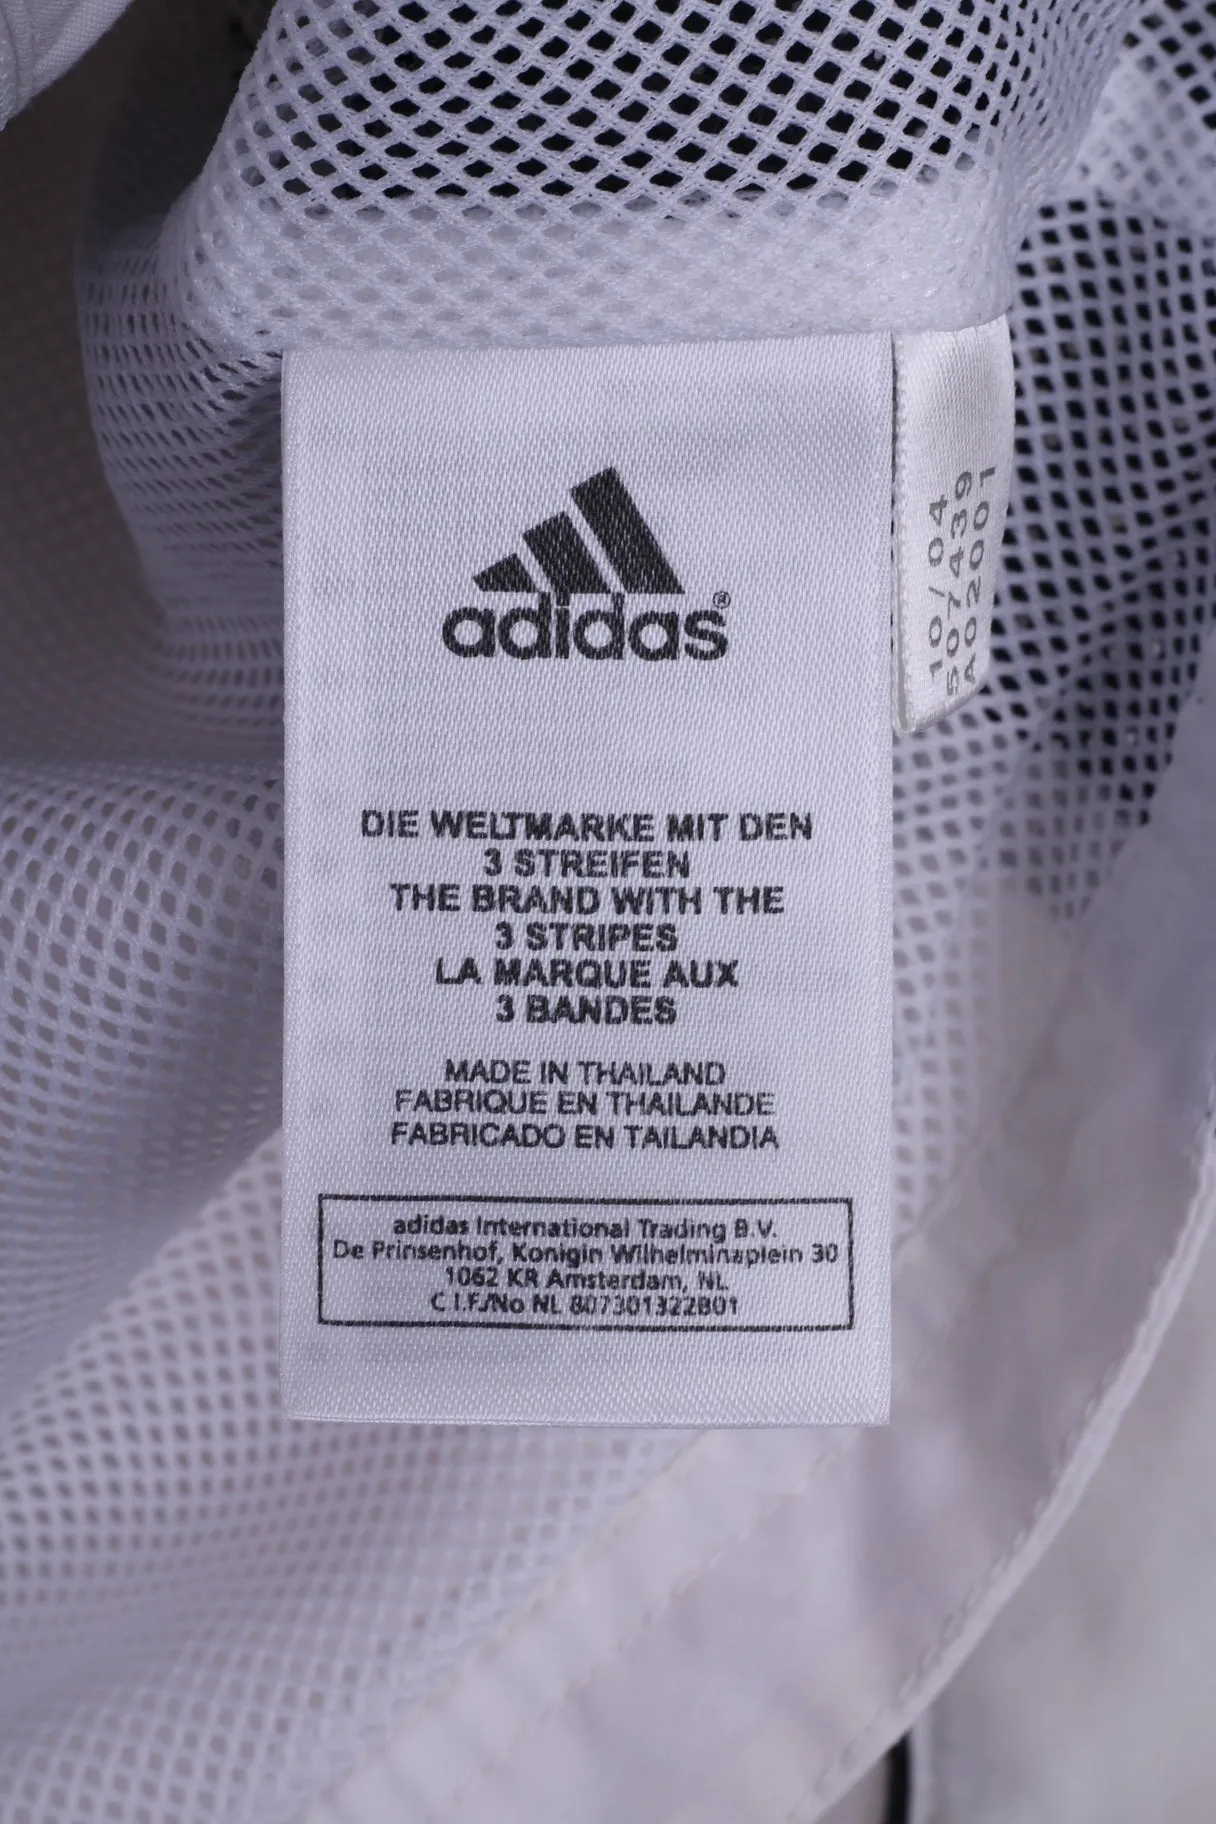 adidas®
DIE WELTMARKE MIT DEN
3 STREIFEN
THE BRAND WITH THE
3 STRIPES
LA MARQUE AUX
3 BANDES
MADE IN THAILAND
FABRIQUE EN THAILANDE
FABRICADO EN TAILANDIA
adidas International Trading B.V.
De Prinsenhof, Konigin Wilhelminaplein 30
1062 KR Amsterdam, NL
C I.F./No NL 807301322B01
10/04
507439
A02001